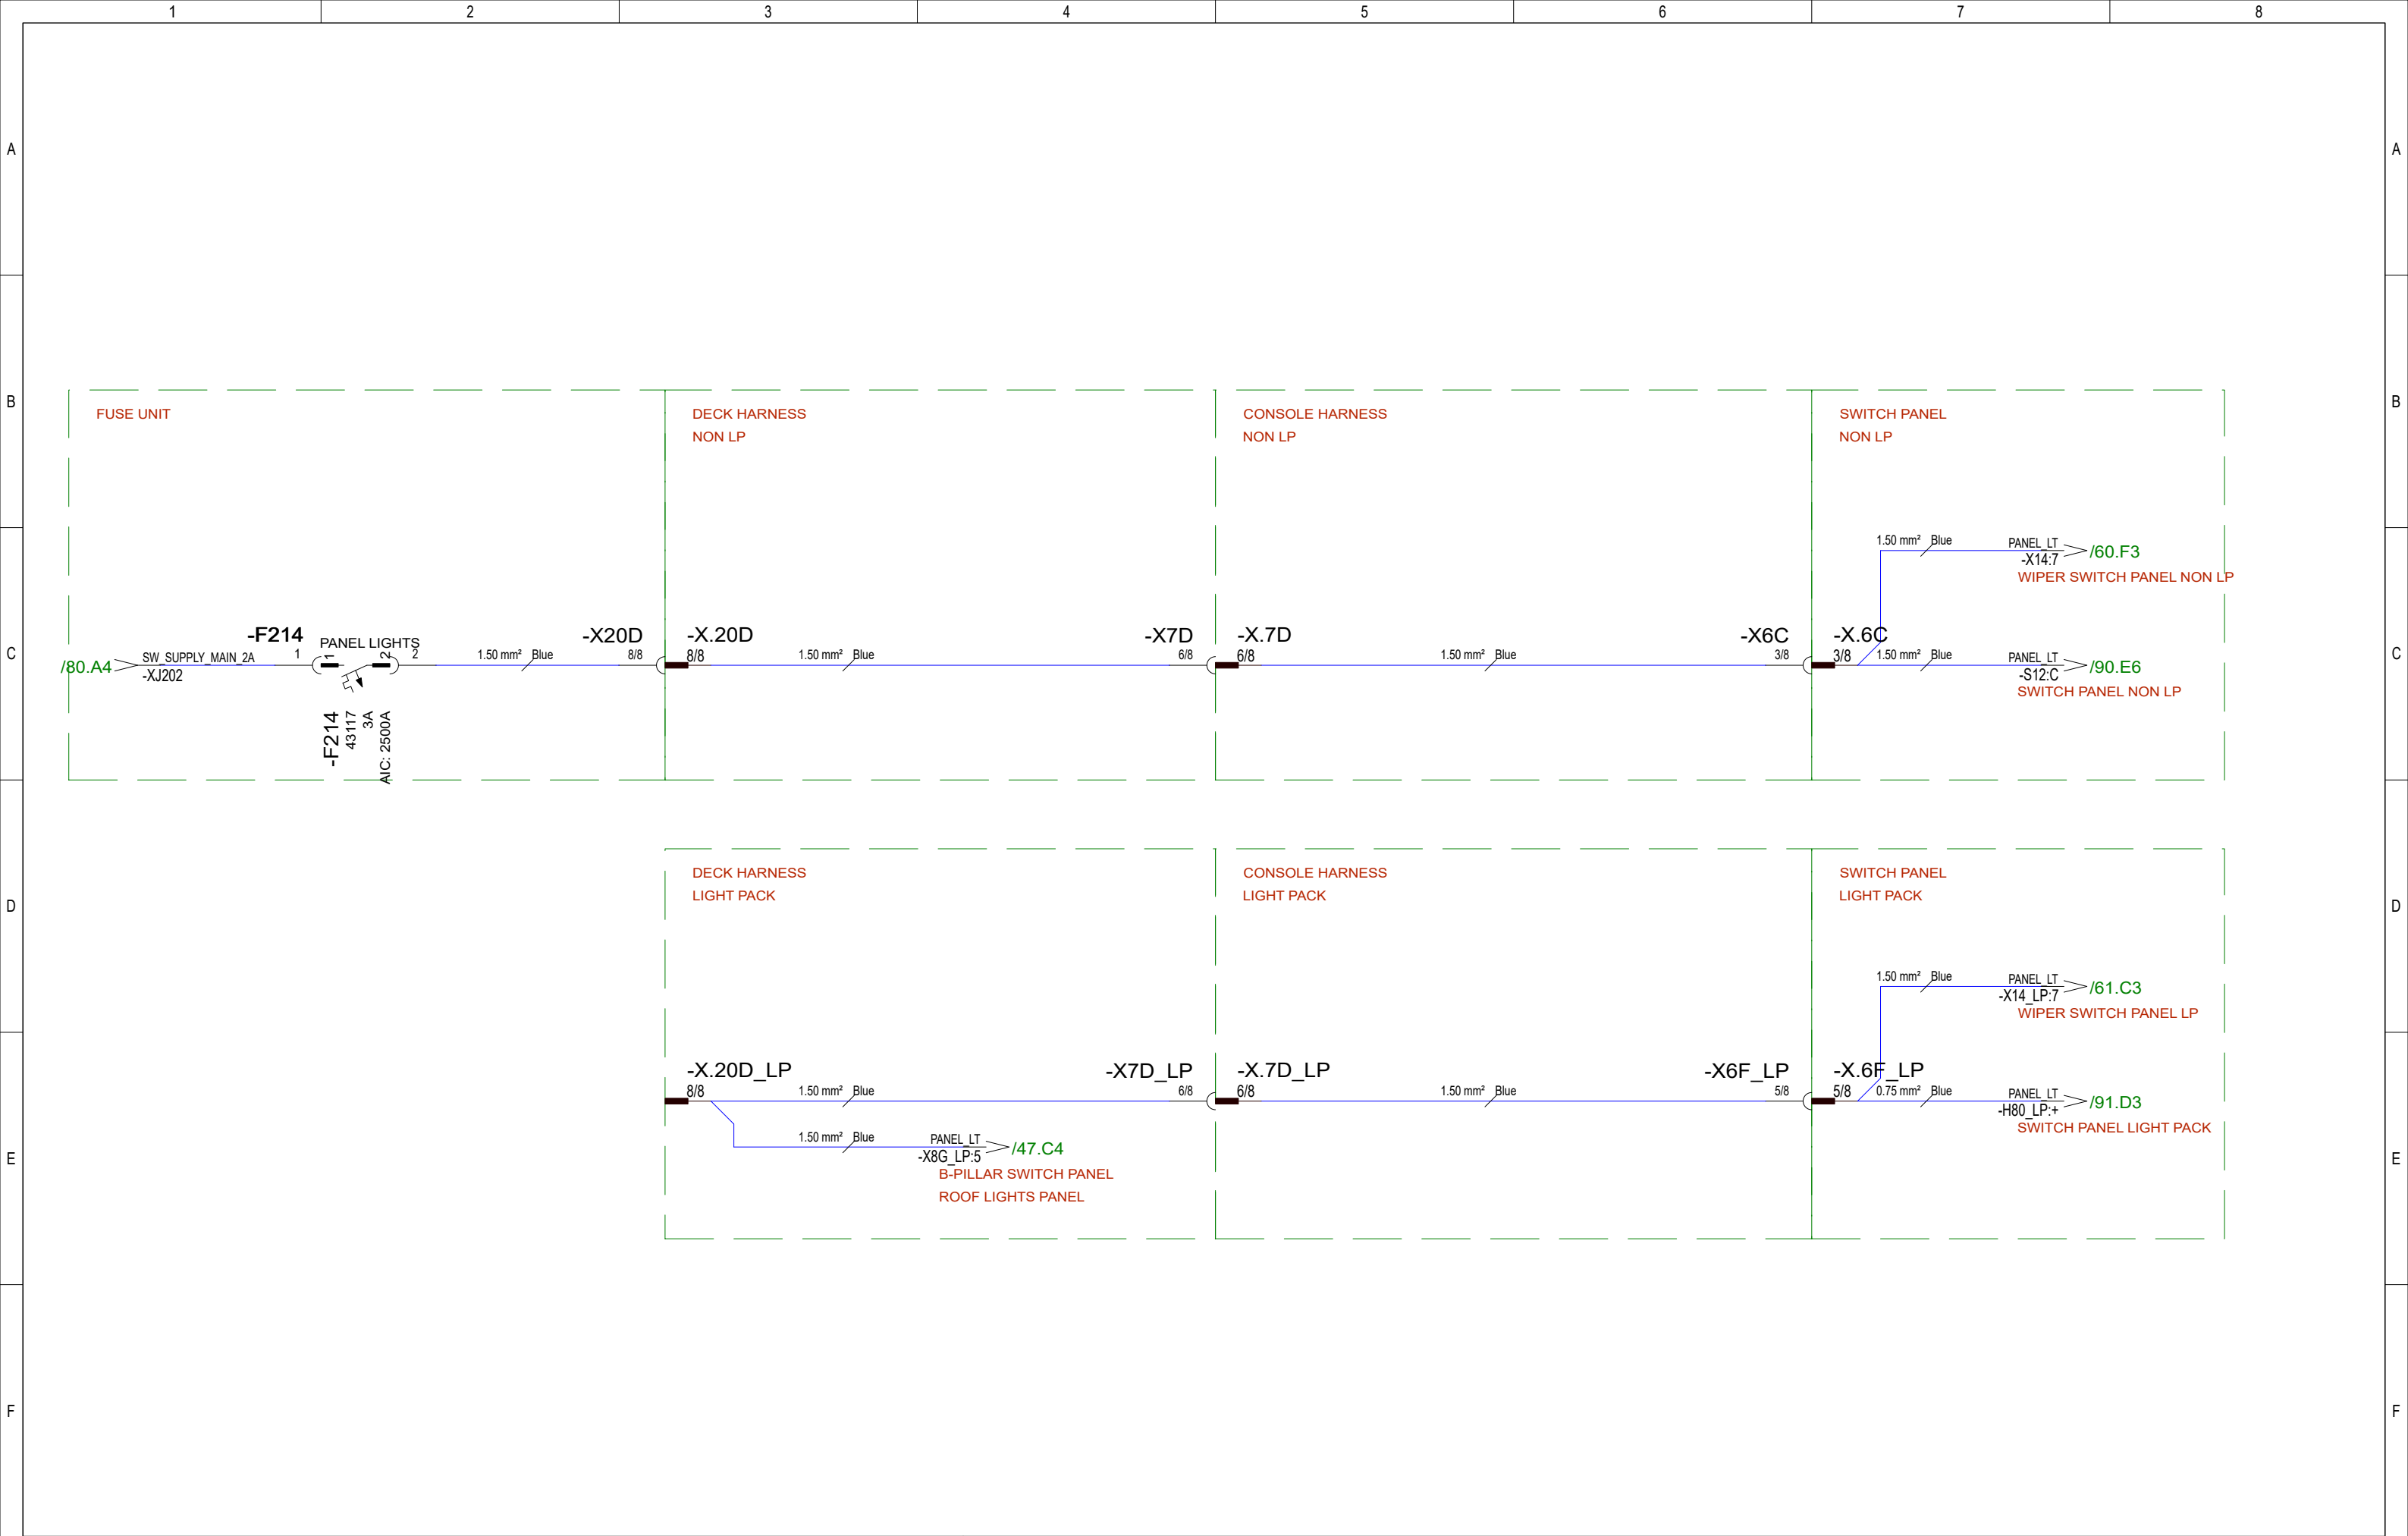 1 2 3 4 5 6 7 8
A A
B B
FUSE UNIT
DECK HARNESS
NON LP
CONSOLE HARNESS
NON LP
SWITCH PANEL
NON LP
1.50 mm² Blue PANEL_LT /60.F3
-X14:7
WIPER SWITCH PANEL NON LP
C C
-F214 PANEL LIGHTS -X20D -X.20D -X7D -X.7D -X6C -X.6C
/80.A4 SW_SUPPLY_MAIN_2A 1 1 2 2 1.50 mm² Blue 8/8 8/8 1.50 mm² Blue 6/8 6/8 1.50 mm² Blue 3/8 3/8 1.50 mm² Blue PANEL_LT /90.E6
-XJ202
-S12:C
SWITCH PANEL NON LP
-F214
43117
3A
AIC: 2500A
DECK HARNESS
LIGHT PACK
CONSOLE HARNESS
LIGHT PACK
SWITCH PANEL
LIGHT PACK
D D
1.50 mm² Blue PANEL_LT /61.C3
-X14_LP:7
WIPER SWITCH PANEL LP
-X.20D_LP -X7D_LP -X.7D_LP -X6F_LP -X.6F_LP
8/8 1.50 mm² Blue 6/8 6/8 1.50 mm² Blue 5/8 5/8 0.75 mm² Blue PANEL_LT /91.D3
-H80_LP:+
SWITCH PANEL LIGHT PACK
1.50 mm² Blue PANEL_LT /47.C4
-X8G_LP:5
B-PILLAR SWITCH PANEL
ROOF LIGHTS PANEL
E E
F F